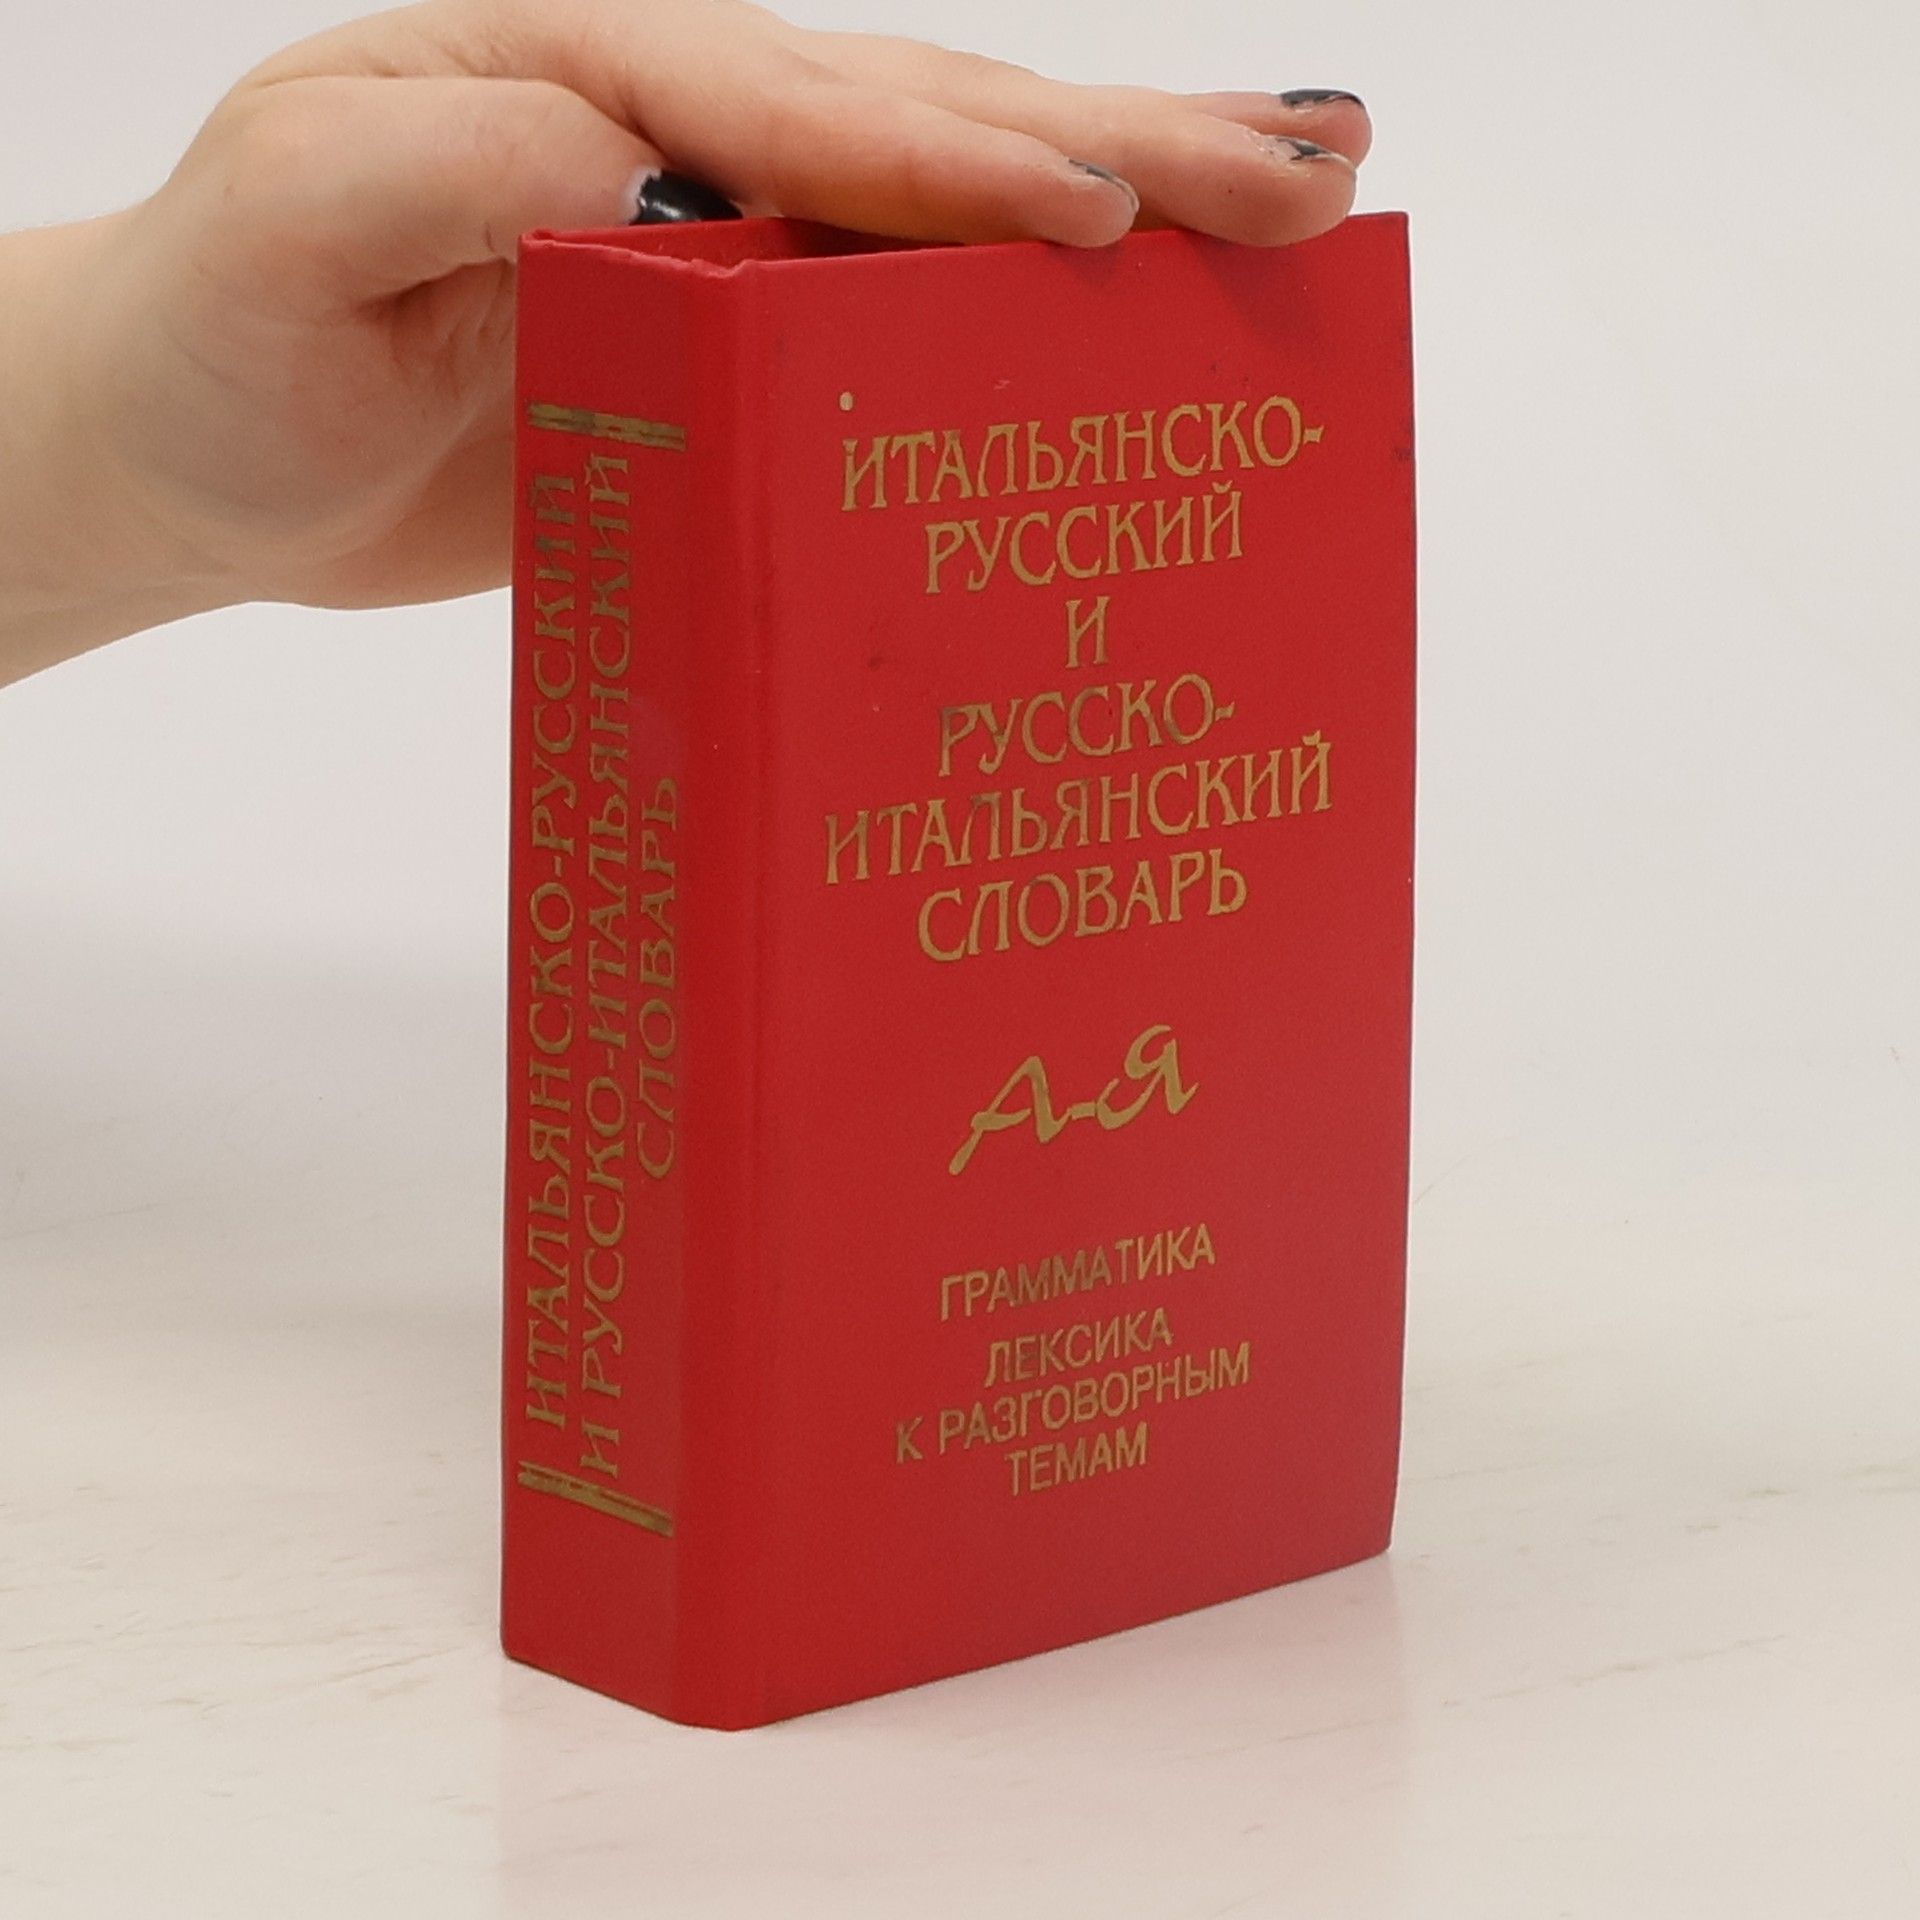 ИТАЛЬЯНСКО-РУССКИЙ
И РУССКО-ИТАЛЬЯНСКИЙ
СЛОВАРЬ
ИТАЛЬЯНСКО-
РУССКИЙ
И
РУССКО-
ИТАЛЬЯНСКИЙ
СЛОВАРЬ
А-Я
ГРАММАТИКА
ЛЕКСИКА
К РАЗГОВОРНЫМ
ТЕМАМ